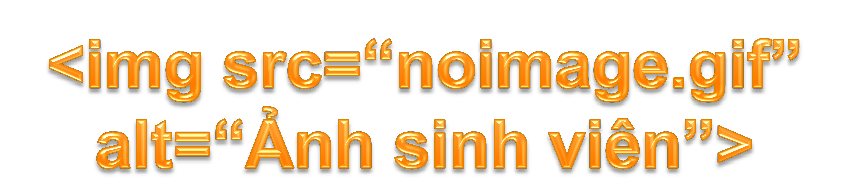 <img src=“noimage.gif”
alt=“Ảnh sinh viên”>